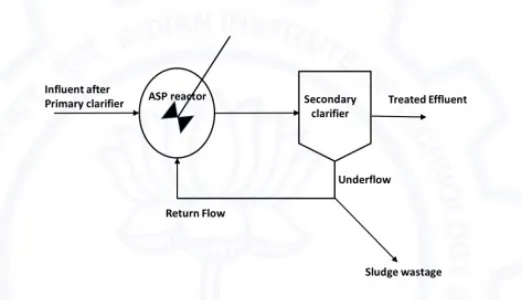 Influent after
Primary clarifier
ASP reactor
Secondary
clarifier
Treated Effluent
Underflow
Return Flow
Sludge wastage